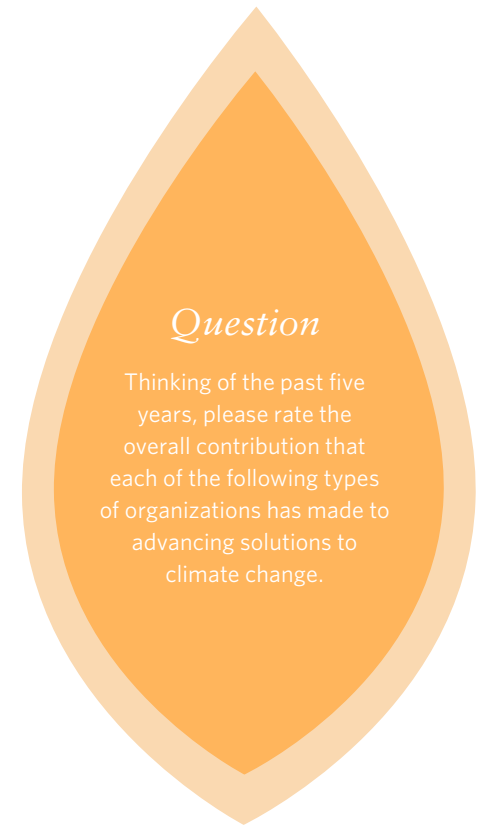 Question
Thinking of the past five
years, please rate the
overall contribution that
each of the following types
of organizations has made to
advancing solutions to
climate change.